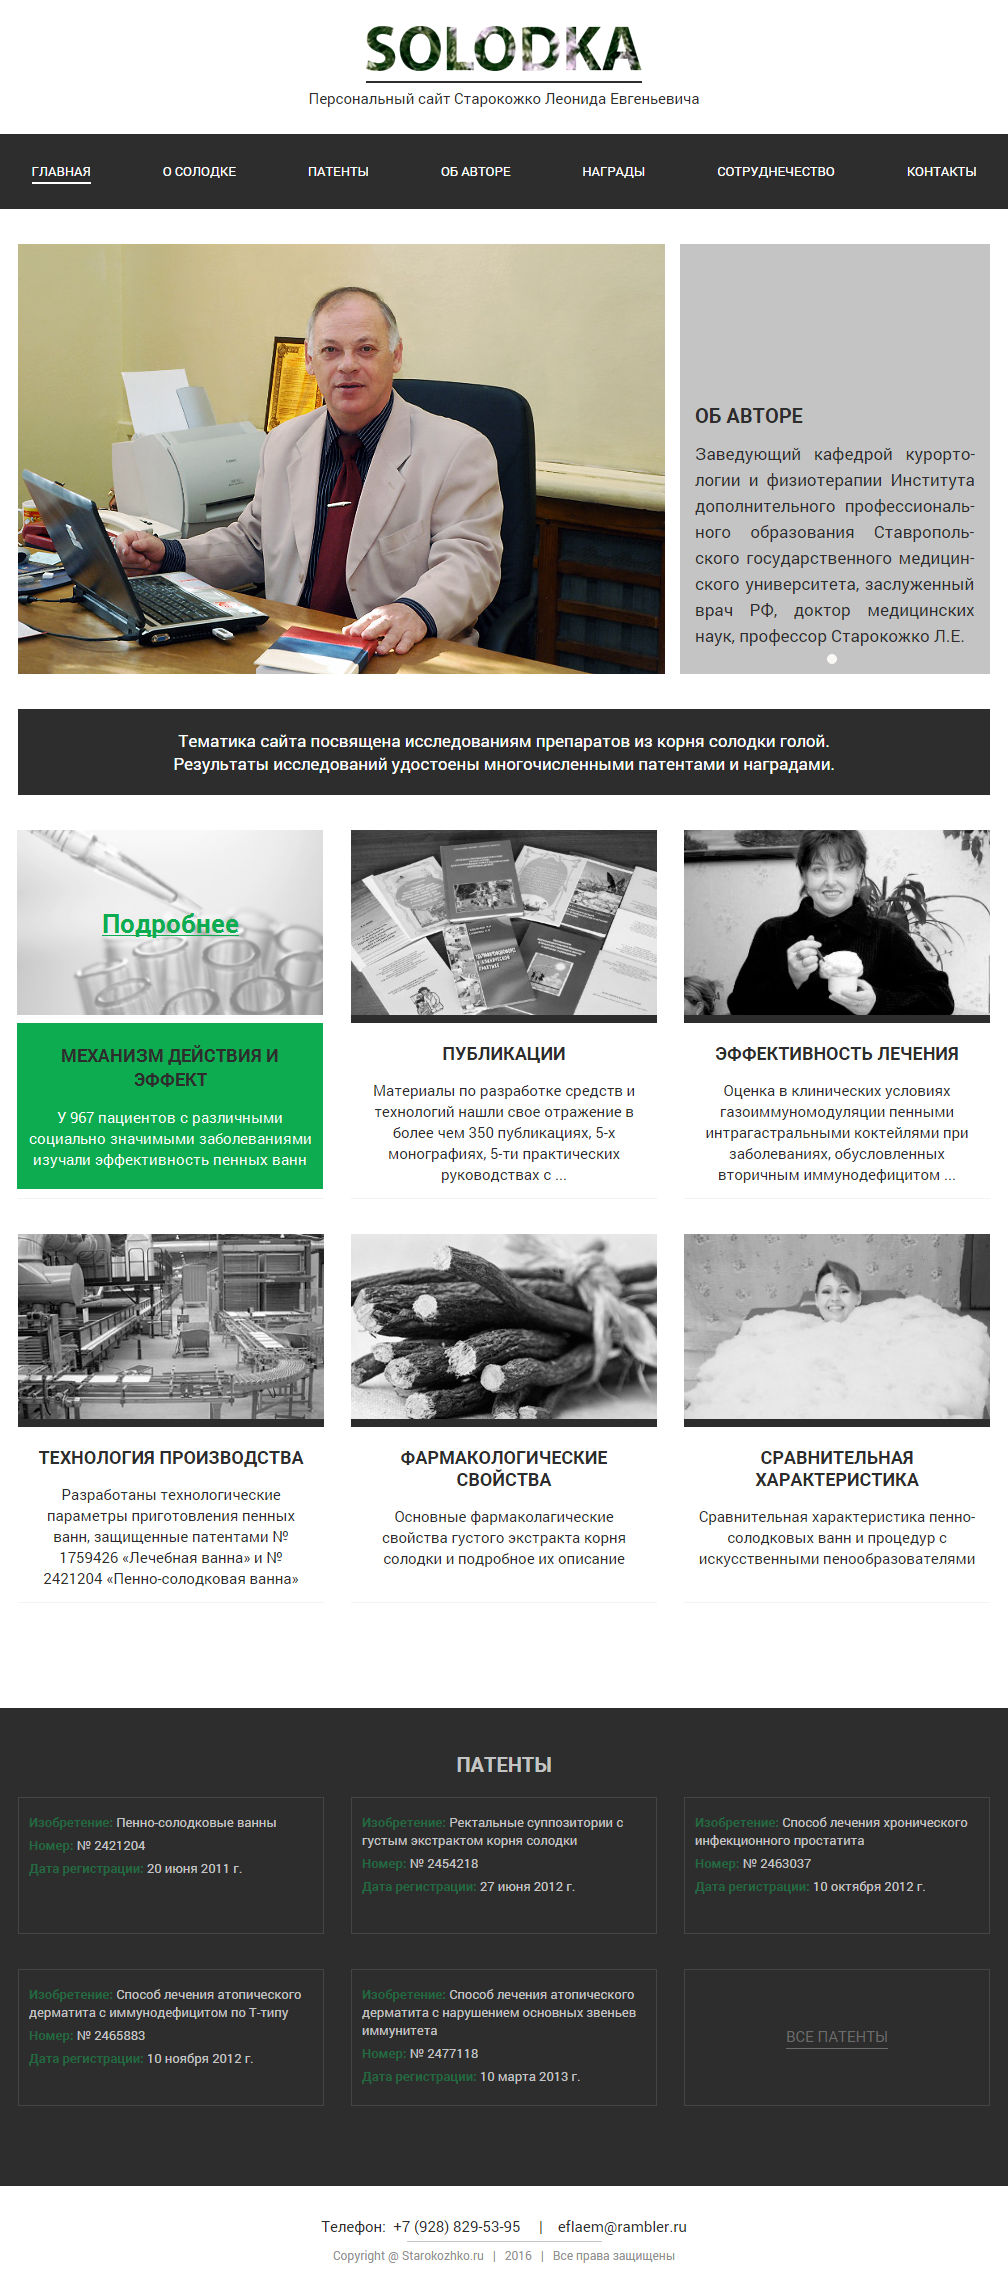 SOLODKA
Персональный сайт Старокожко Леонида Евгеньевича
ГЛАВНАЯ О СОЛОДКЕ ПАТЕНТЫ ОБ АВТОРЕ НАГРАДЫ СОТРУДНЕЧЕСТВО КОНТАКТЫ
ОБ АВТОРЕ
Заведующий кафедрой курорто-
логии и физиотерапии Института
дополнительного профессиональ-
ного образования Ставрополь-
ского государственного медицин-
ского университета, заслуженный
врач РФ, доктор медицинских
наук, профессор Старокожко Л.Е.
Тематика сайта посвящена исследованиям препаратов из корня солодки голой.
Результаты исследований удостоены многочисленными патентами и наградами.
Подробнее
МЕХАНИЗМ ДЕЙСТВИЯ И
ЭФФЕКТ
У 967 пациентов с различными
социально значимыми заболеваниями
изучали эффективность пенных ванн
ПУБЛИКАЦИИ
Материалы по разработке средств и
технологий нашли свое отражение в
более чем 350 публикациях, 5-х
монографиях, 5-ти практических
руководствах с ...
ЭФФЕКТИВНОСТЬ ЛЕЧЕНИЯ
Оценка в клинических условиях
газоиммуномодуляции пенными
интрагастральными коктейлями при
заболеваниях, обусловленных
вторичным иммунодефицитом ...
ТЕХНОЛОГИЯ ПРОИЗВОДСТВА
Разработаны технологические
параметры приготовления пенных
ванн, защищенные патентами №
1759426 «Лечебная ванна» и №
2421204 «Пенно-солодковая ванна»
ФАРМАКОЛОГИЧЕСКИЕ
СВОЙСТВА
Основные фармаколагические
свойства густого экстракта корня
солодки и подробное их описание
СРАВНИТЕЛЬНАЯ
ХАРАКТЕРИСТИКА
Сравнительная характеристика пенно-
солодковых ванн и процедур с
искусственными пенообразователями
ПАТЕНТЫ
Изобретение: Пенно-солодковые ванны
Номер: № 2421204
Дата регистрации: 20 июня 2011 г.
Изобретение: Ректальные суппозитории с
густым экстрактом корня солодки
Номер: № 2454218
Дата регистрации: 27 июня 2012 г.
Изобретение: Способ лечения хронического
инфекционного простатита
Номер: № 2463037
Дата регистрации: 10 октября 2012 г.
Изобретение: Способ лечения атопического
дерматита с иммунодефицитом по Т-типу
Номер: № 2465883
Дата регистрации: 10 ноября 2012 г.
Изобретение: Способ лечения атопического
дерматита с нарушением основных звеньев
иммунитета
Номер: № 2477118
Дата регистрации: 10 марта 2013 г.
ВСЕ ПАТЕНТЫ
Телефон: +7 (928) 829-53-95 | eflaem@rambler.ru
Copyright @ Starokozhko.ru | 2016 | Все права защищены